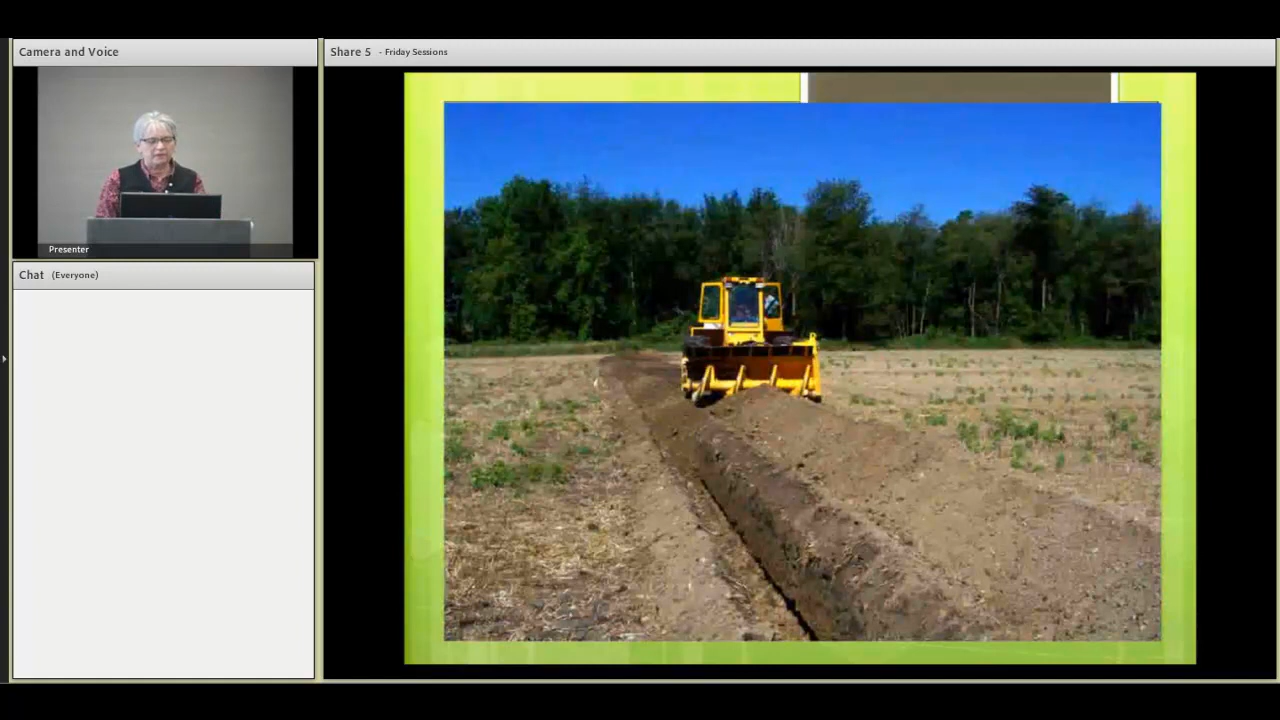 Camera and Voice
Share 5 - Friday Sessions
Presenter
Chat (Everyone)